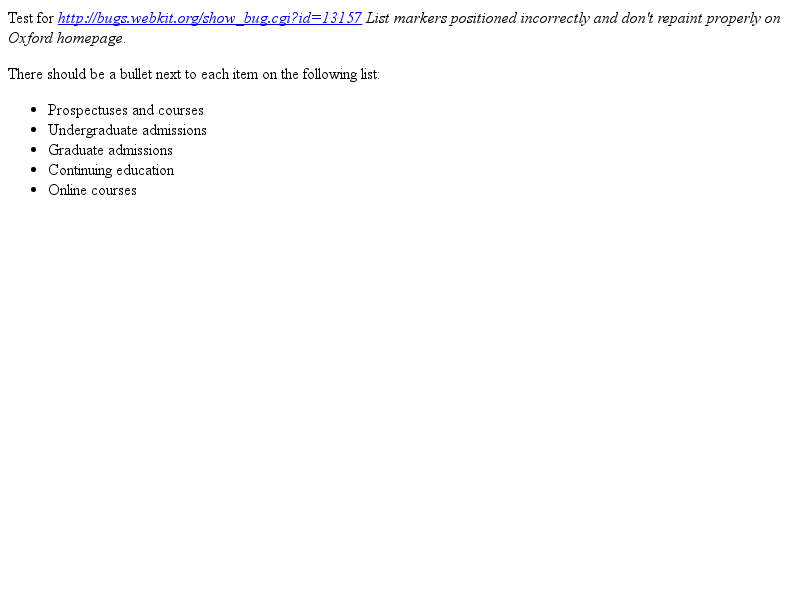 Test for http://bugs.webkit.org/show_bug.cgi?id=13157 List markers positioned incorrectly and don't repaint properly on
Oxford homepage.
There should be a bullet next to each item on the following list:
• Prospectuses and courses
• Undergraduate admissions
• Graduate admissions
• Continuing education
• Online courses